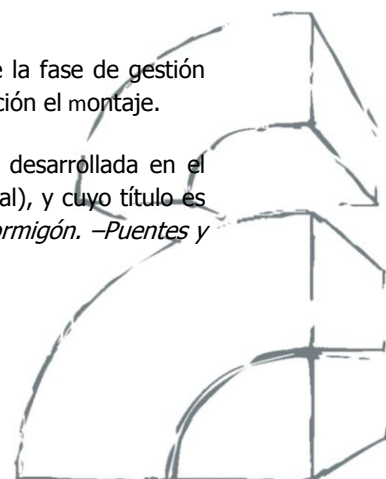 la fase de gestión
ción el montaje.
desarrollada en el
al), y cuyo título es
ormigón. –Puentes y